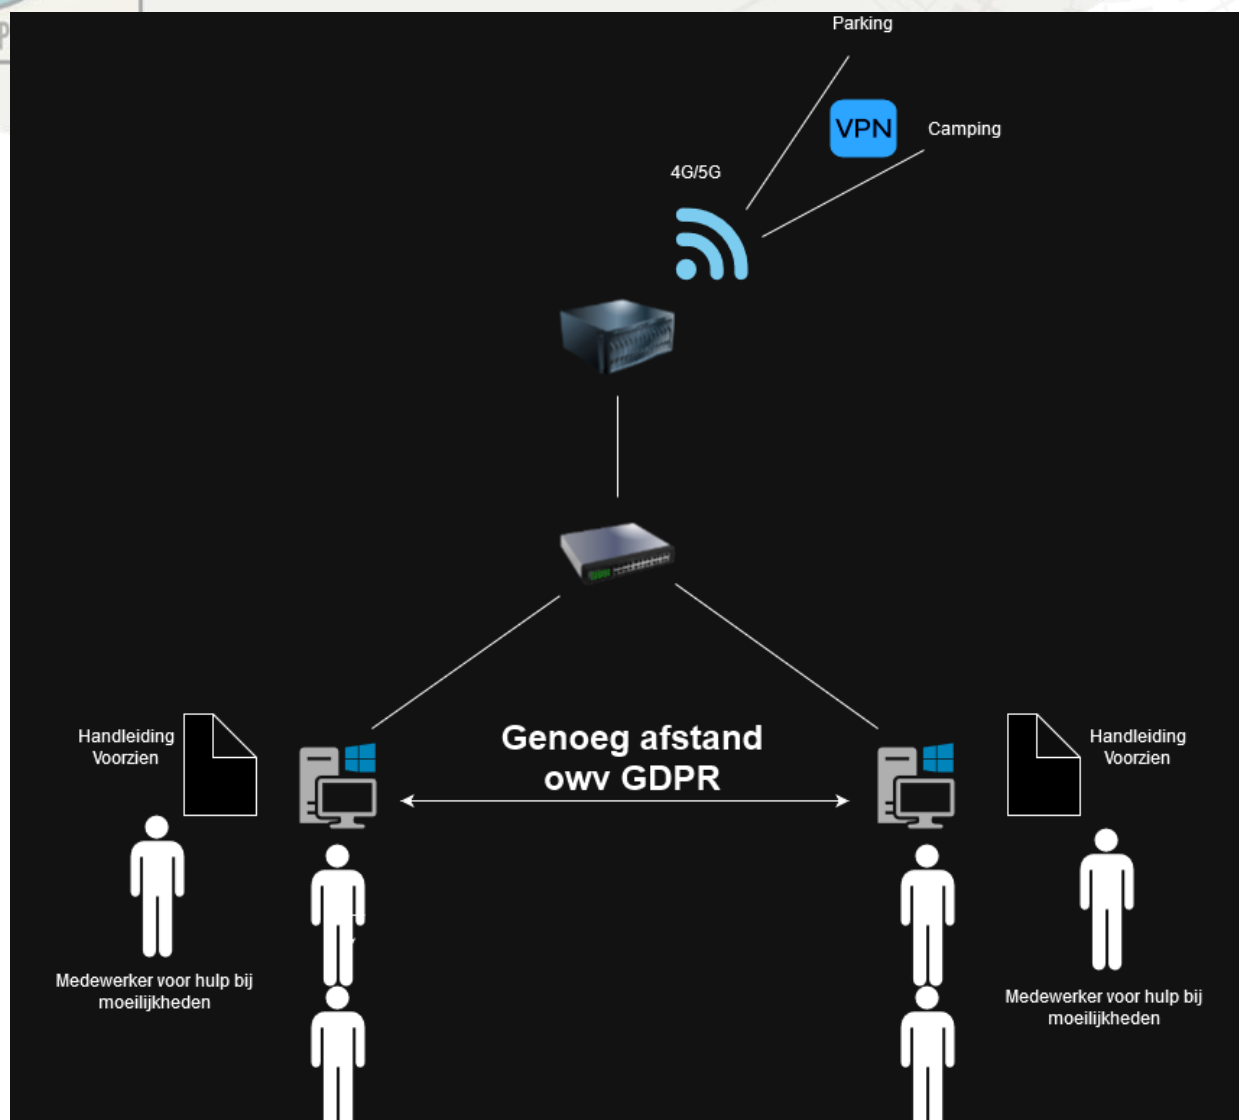 P
Parking
VPN
Camping
4G/5G
Genoeg afstand
owv GDPR
Handleiding
Voorzien
Handleiding
Voorzien
Medewerker voor hulp bij
moeilijkheden
Medewerker voor hulp bij
moeilijkheden